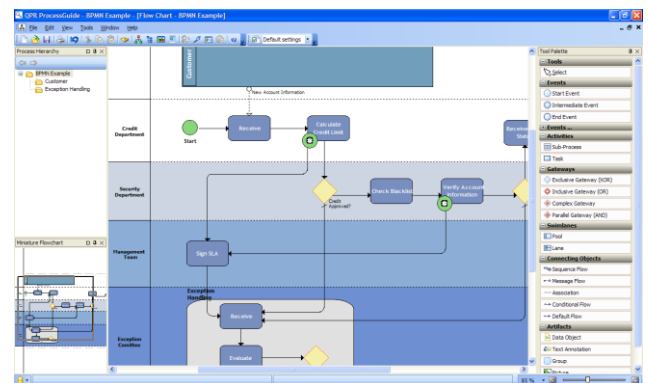 QPR ProcessGuide - BPMN Example - [Flow Chart - BPMN Example]
File Edit View Tools Window Help
Default settings
Process Hierarchy
BPMN Example
Customer
Exception Handling
Miniature Flowchart
Customer
New Account Information
Credit
Department
Start
Receive
Calculate
Credit Limit
Receive
Security
Department
Credit
Approved?
Check Blacklist
Verify Account
Information
Management
Team
Sign SLA
Exception
Handling
Receive
Evaluate
Exception
Tool Palette
Tools
Select
Events
Start Event
Intermediate Event
End Event
Events ...
Activities
Sub-Process
Task
Gateways
Exclusive Gateway (XOR)
Inclusive Gateway (OR)
Complex Gateway
Parallel Gateway (AND)
Swimlanes
Pool
Lane
Connecting Objects
Sequence Flow
Message Flow
Association
Conditional Flow
Default Flow
Artifacts
Data Object
Text Annotation
Group
Picture
85 %